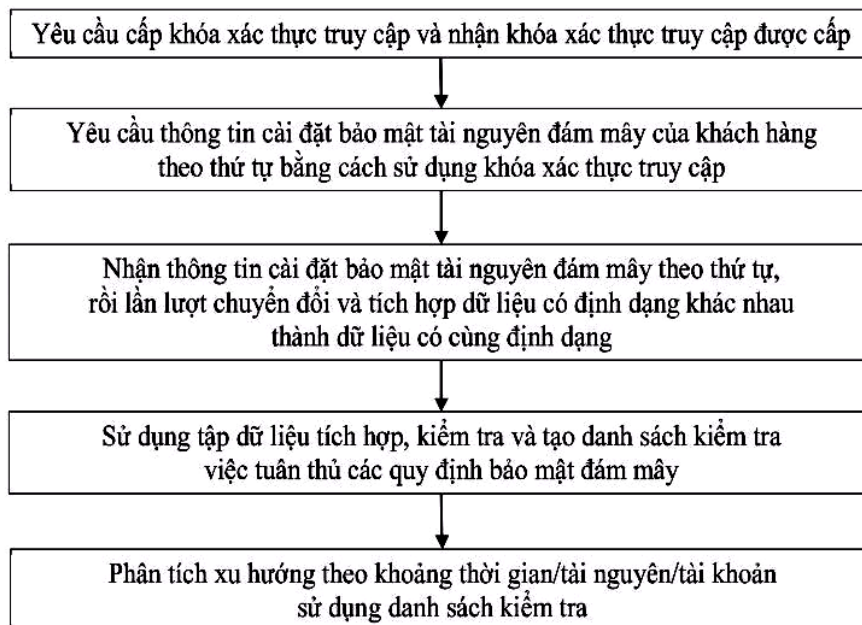 Yêu cầu cấp khóa xác thực truy cập và nhận khóa xác thực truy cập được cấp
Yêu cầu thông tin cài đặt bảo mật tài nguyên đám mây của khách hàng
theo thứ tự bằng cách sử dụng khóa xác thực truy cập
Nhận thông tin cài đặt bảo mật tài nguyên đám mây theo thứ tự,
rồi lần lượt chuyển đổi và tích hợp dữ liệu có định dạng khác nhau
thành dữ liệu có cùng định dạng
Sử dụng tập dữ liệu tích hợp, kiểm tra và tạo danh sách kiểm tra
việc tuân thủ các quy định bảo mật đám mây
Phân tích xu hướng theo khoảng thời gian/tài nguyên/tài khoản
sử dụng danh sách kiểm tra